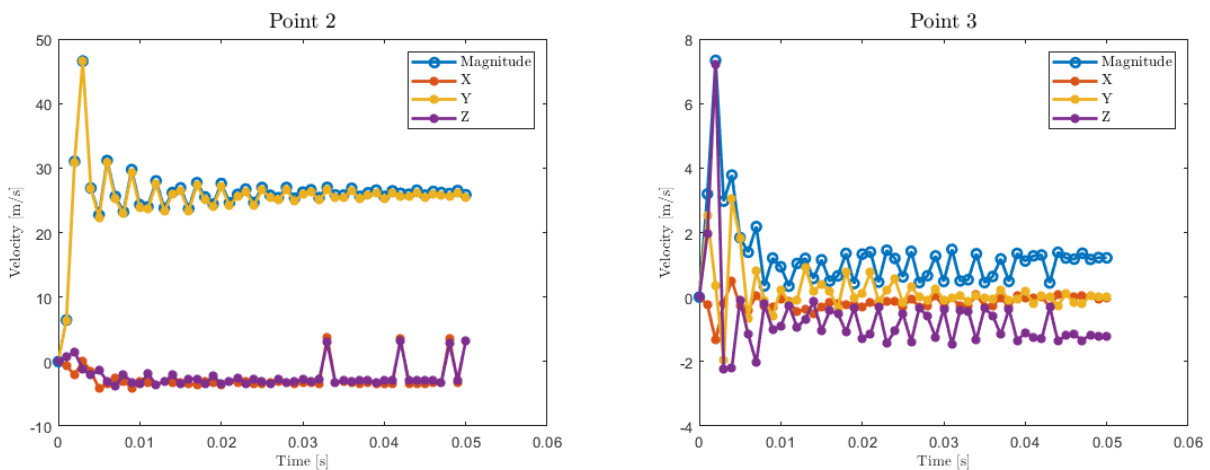 Point 2
50
40
30
20
10
0
-10
Velocity [m/s]
0
0.01
0.02
0.03
0.04
0.05
0.06
Time [s]
Magnitude
X
Y
Z
Point 3
8
6
4
2
0
-2
-4
Velocity [m/s]
0
0.01
0.02
0.03
0.04
0.05
0.06
Time [s]
Magnitude
X
Y
Z